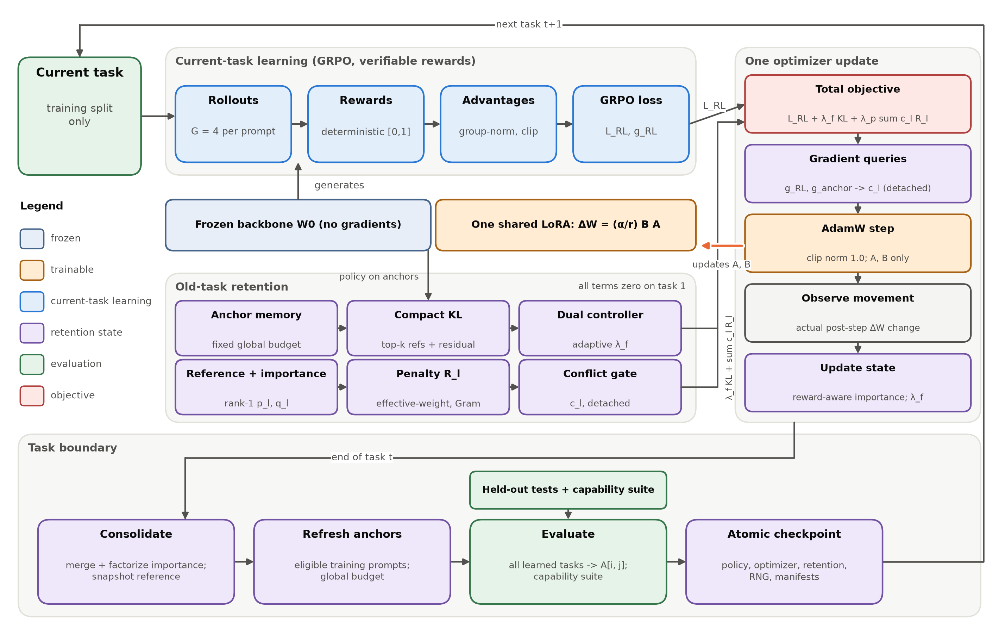 next task t+1
Current task
training split
only
Current-task learning (GRPO, verifiable rewards)
Rollouts
G = 4 per prompt
Rewards
deterministic [0,1]
Advantages
group-norm, clip
GRPO loss
L_RL, g_RL
L_RL
generates
One optimizer update
Total objective
L_RL + λ_f KL + λ_p sum c_l R_l
Gradient queries
g_RL, g_anchor -> c_l (detached)
AdamW step
clip norm 1.0; A, B only
Observe movement
actual post-step ΔW change
Update state
reward-aware importance; λ_f
Frozen backbone W0 (no gradients)
One shared LoRA: ΔW = (α/r) B A
updates A, B
Legend
frozen
trainable
current-task learning
retention state
evaluation
objective
policy on anchors
Old-task retention
all terms zero on task 1
Anchor memory
fixed global budget
Compact KL
top-k refs + residual
Dual controller
adaptive λ_f
Reference + importance
rank-1 p_l, q_l
Penalty R_l
effective-weight, Gram
Conflict gate
c_l, detached
λ_f KL + sum c_l R_l
Task boundary
end of task t
Held-out tests + capability suite
Consolidate
merge + factorize importance;
snapshot reference
Refresh anchors
eligible training prompts;
global budget
Evaluate
all learned tasks -> A[i, j];
capability suite
Atomic checkpoint
policy, optimizer, retention,
RNG, manifests